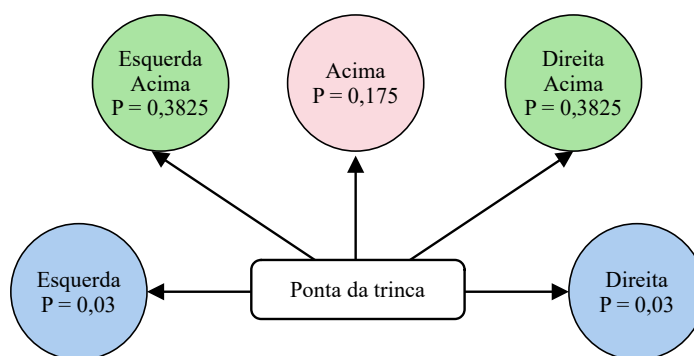 Esquerda
Acima
P = 0,3825
Acima
P = 0,175
Direita
Acima
P = 0,3825
Esquerda
P = 0,03
Ponta da trinca
Direita
P = 0,03